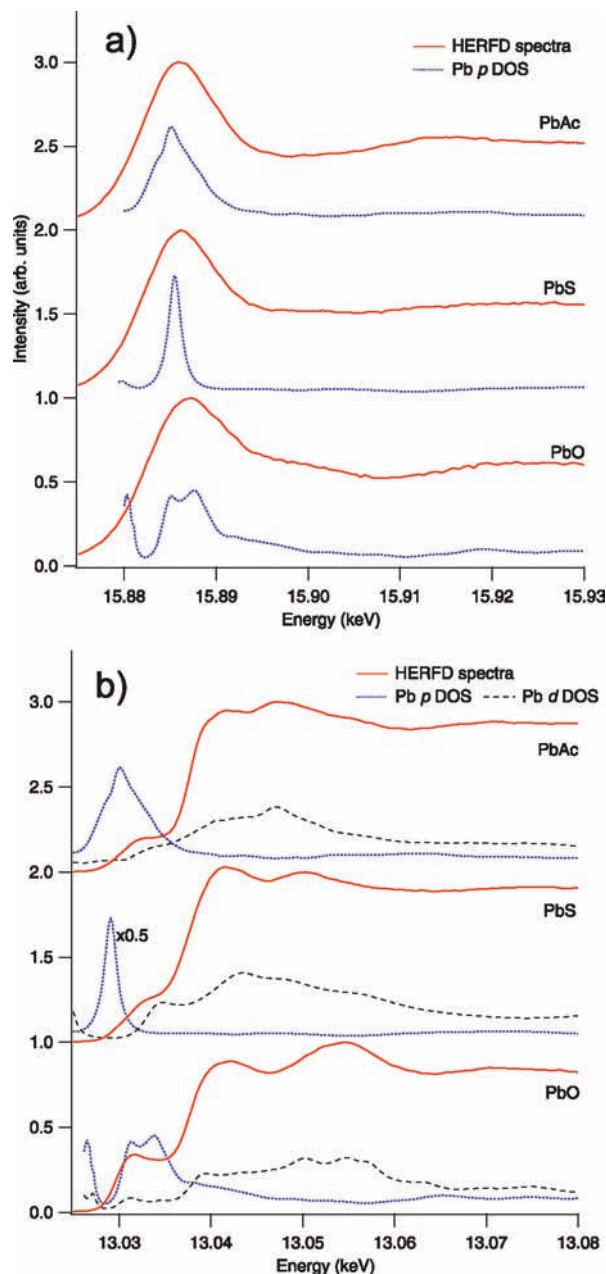 a)
HERFD spectra
Pb p DOS
3.0
PbAc
2.5
2.0
PbS
Intensity (arb. units)
1.5
1.0
PbO
0.5
0.0
15.88 15.89 15.90 15.91 15.92 15.93
Energy (keV)
b)
HERFD spectra
Pb p DOS Pb d DOS
3.0
PbAc
2.5
2.0
PbS
x0.5
1.5
1.0
PbO
0.5
0.0
13.03 13.04 13.05 13.06 13.07 13.08
Energy (keV)